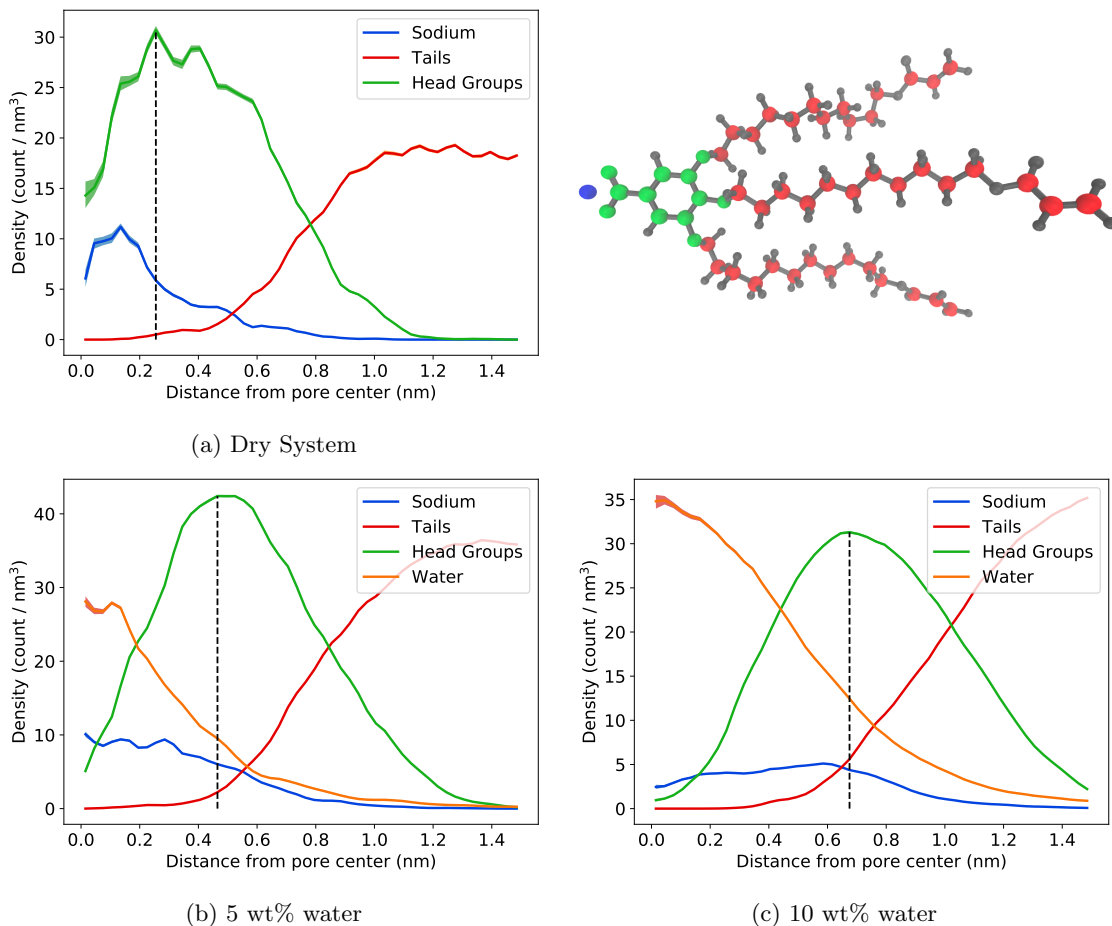 30
25
20
15
10
5
0
Density (count / nm³)
Sodium
Tails
Head Groups
0.0 0.2 0.4 0.6 0.8 1.0 1.2 1.4
Distance from pore center (nm)
(a) Dry System
40
30
20
10
0
Density (count / nm³)
Sodium
Tails
Head Groups
Water
0.0 0.2 0.4 0.6 0.8 1.0 1.2 1.4
Distance from pore center (nm)
(b) 5 wt% water
35
30
25
20
15
10
5
0
Density (count / nm³)
Sodium
Tails
Head Groups
Water
0.0 0.2 0.4 0.6 0.8 1.0 1.2 1.4
Distance from pore center (nm)
(c) 10 wt% water